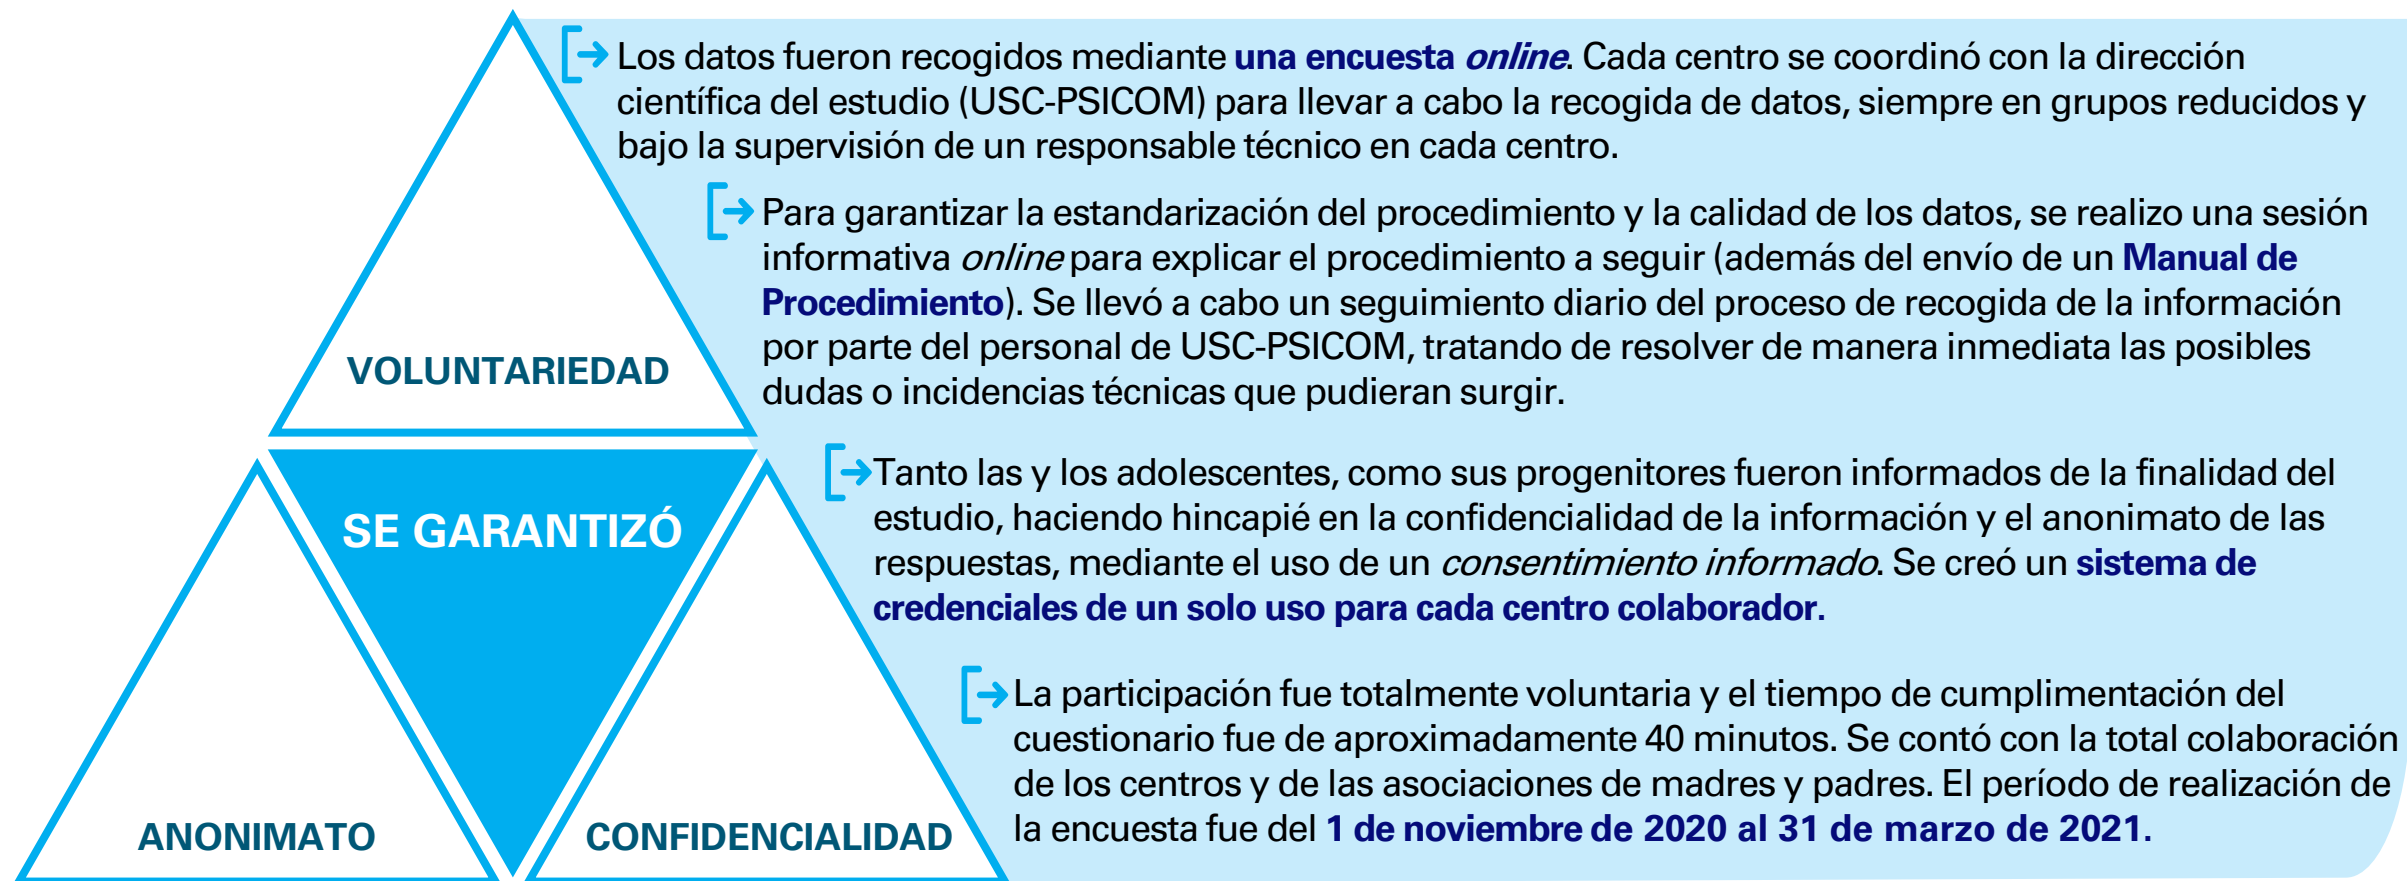 Los datos fueron recogidos mediante una encuesta online. Cada centro se coordinó con la dirección
científica del estudio (USC-PSICOM) para llevar a cabo la recogida de datos, siempre en grupos reducidos y
bajo la supervisión de un responsable técnico en cada centro.
Para garantizar la estandarización del procedimiento y la calidad de los datos, se realizo una sesión
informativa online para explicar el procedimiento a seguir (además del envío de un Manual de
Procedimiento). Se llevó a cabo un seguimiento diario del proceso de recogida de la información
por parte del personal de USC-PSICOM, tratando de resolver de manera inmediata las posibles
dudas o incidencias técnicas que pudieran surgir.
Tanto las y los adolescentes, como sus progenitores fueron informados de la finalidad del
estudio, haciendo hincapié en la confidencialidad de la información y el anonimato de las
respuestas, mediante el uso de un consentimiento informado. Se creó un sistema de
credenciales de un solo uso para cada centro colaborador.
La participación fue totalmente voluntaria y el tiempo de cumplimentación del
cuestionario fue de aproximadamente 40 minutos. Se contó con la total colaboración
de los centros y de las asociaciones de madres y padres. El período de realización de
la encuesta fue del 1 de noviembre de 2020 al 31 de marzo de 2021.
VOLUNTARIEDAD
SE GARANTIZÓ
ANONIMATO
CONFIDENCIALIDAD